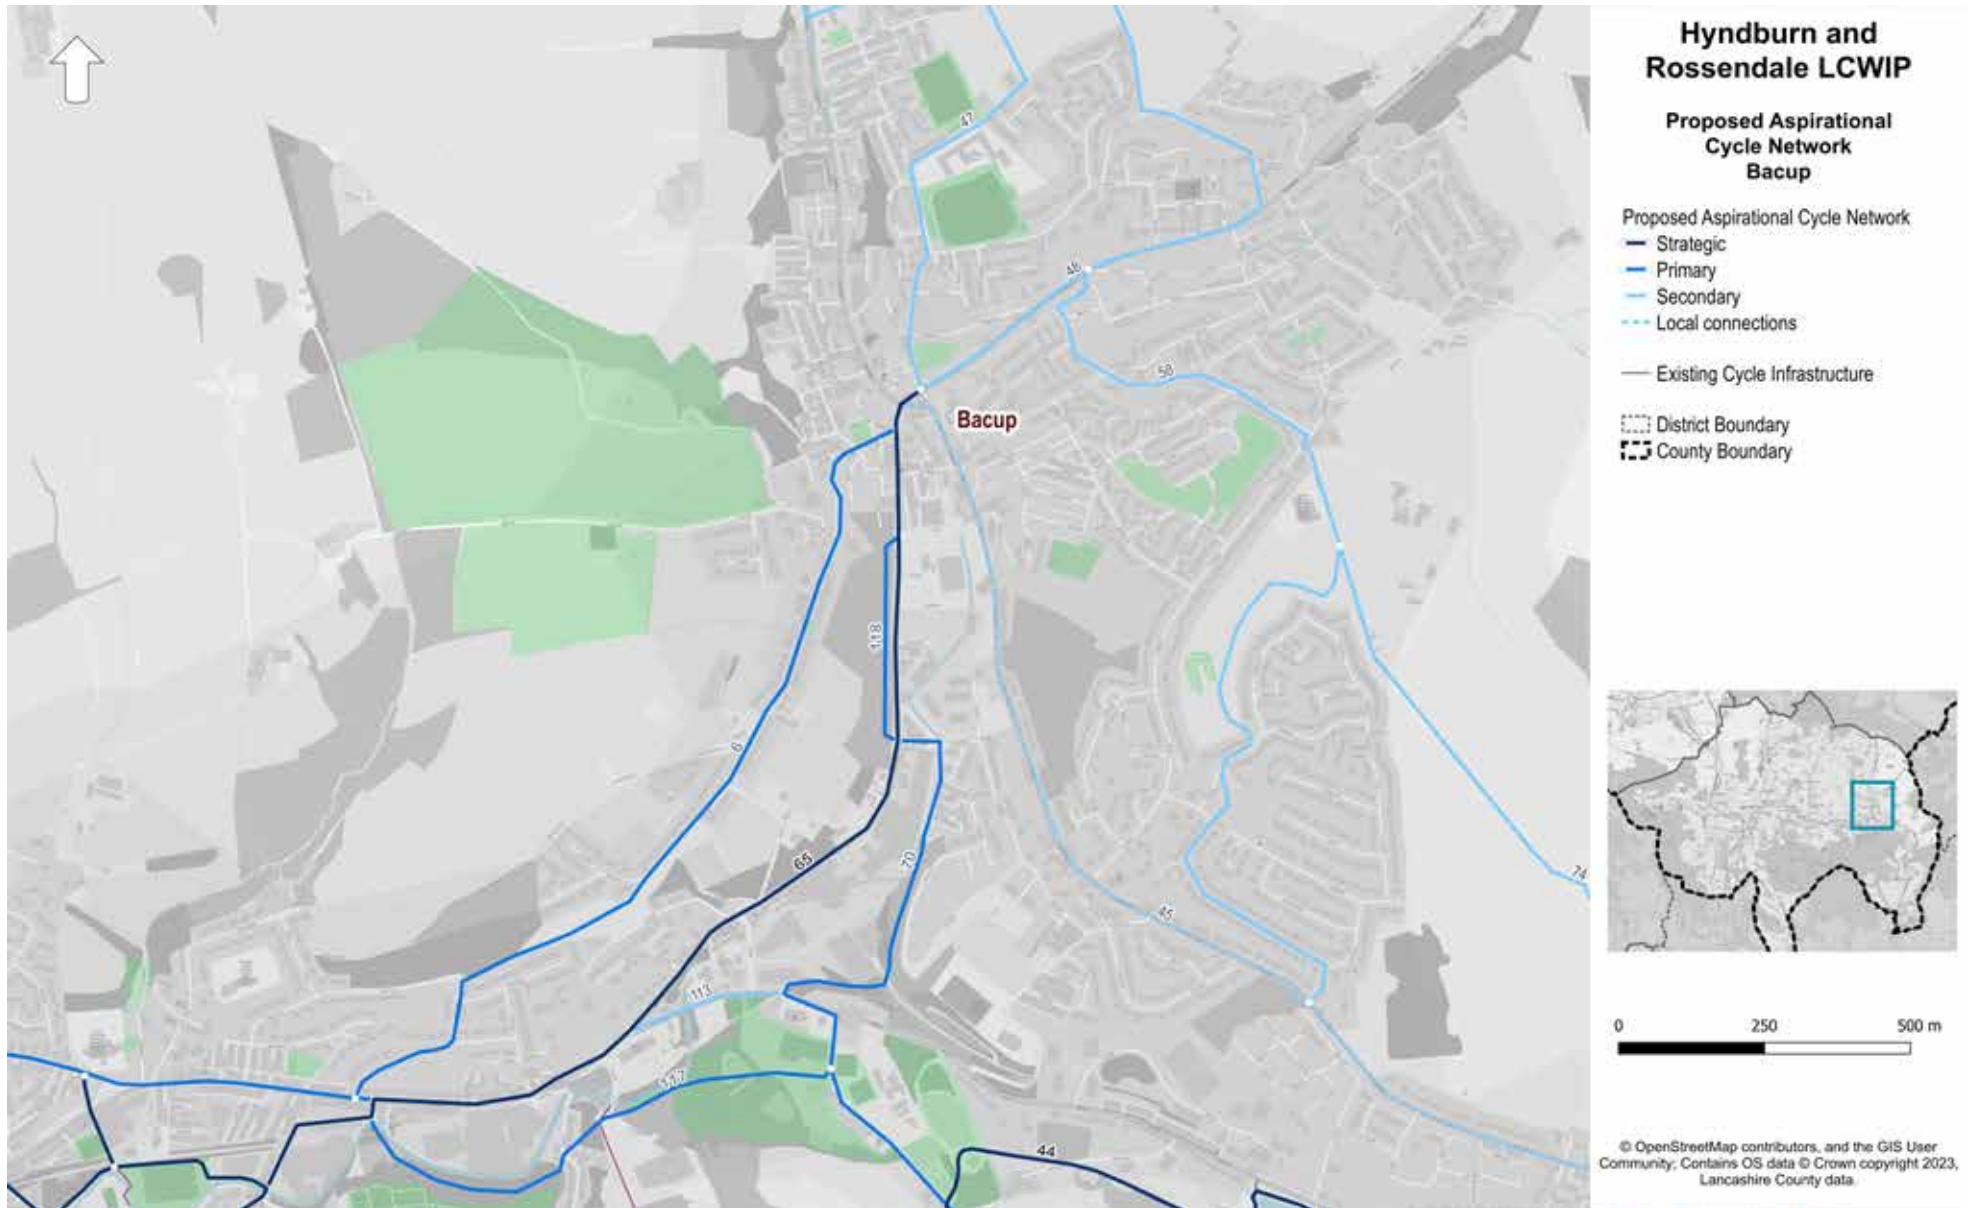 Hyndburn and
Rossendale LCWIP
Proposed Aspirational
Cycle Network
Bacup
Proposed Aspirational Cycle Network
Strategic
Primary
Secondary
Local connections
Existing Cycle Infrastructure
District Boundary
County Boundary
47
46
58
Bacup
118
6
65
70
74
45
113
117
44
0 250 500 m
© OpenStreetMap contributors, and the GIS User
Community; Contains OS data © Crown copyright 2023,
Lancashire County data.